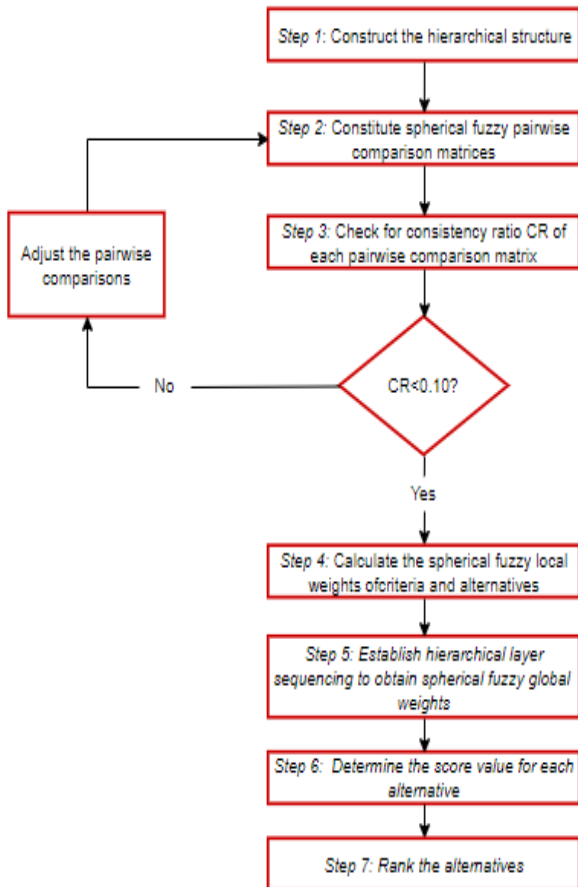 Step 1: Construct the hierarchical structure
Step 2: Constitute spherical fuzzy pairwise
comparison matrices
Step 3: Check for consistency ratio CR of
each pairwise comparison matrix
Adjust the pairwise
comparisons
CR<0.10?
No
Yes
Step 4: Calculate the spherical fuzzy local
weights ofcriteria and alternatives
Step 5: Establish hierarchical layer
sequencing to obtain spherical fuzzy global
weights
Step 6: Determine the score value for each
alternative
Step 7: Rank the alternatives